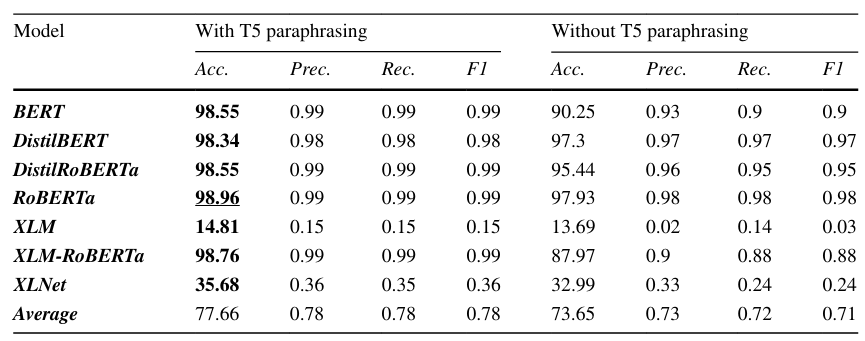 Model With T5 paraphrasing Without T5 paraphrasing
Acc. Prec. Rec. F1 Acc. Prec. Rec. F1
BERT 98.55 0.99 0.99 0.99 90.25 0.93 0.9 0.9
DistilBERT 98.34 0.98 0.98 0.98 97.3 0.97 0.97 0.97
DistilRoBERTa 98.55 0.99 0.99 0.99 95.44 0.96 0.95 0.95
RoBERTa 98.96 0.99 0.99 0.99 97.93 0.98 0.98 0.98
XLM 14.81 0.15 0.15 0.15 13.69 0.02 0.14 0.03
XLM-RoBERTa 98.76 0.99 0.99 0.99 87.97 0.9 0.88 0.88
XLNet 35.68 0.36 0.35 0.36 32.99 0.33 0.24 0.24
Average 77.66 0.78 0.78 0.78 73.65 0.73 0.72 0.71